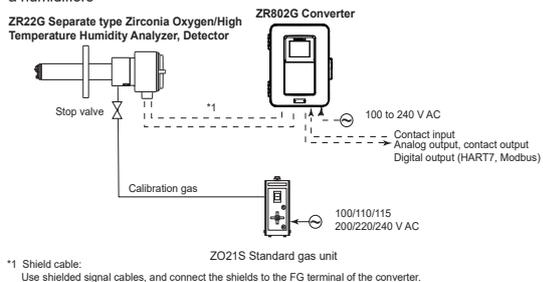 a humidifiers
ZR22G Separate type Zirconia Oxygen/High
Temperature Humidity Analyzer, Detector
ZR802G Converter
Stop valve
*1
100 to 240 V AC
Contact input
Analog output, contact output
Digital output (HART7, Modbus)
Calibration gas
100/110/115
200/220/240 V AC
ZO21S Standard gas unit
*1 Shield cable:
Use shielded signal cables, and connect the shields to the FG terminal of the converter.